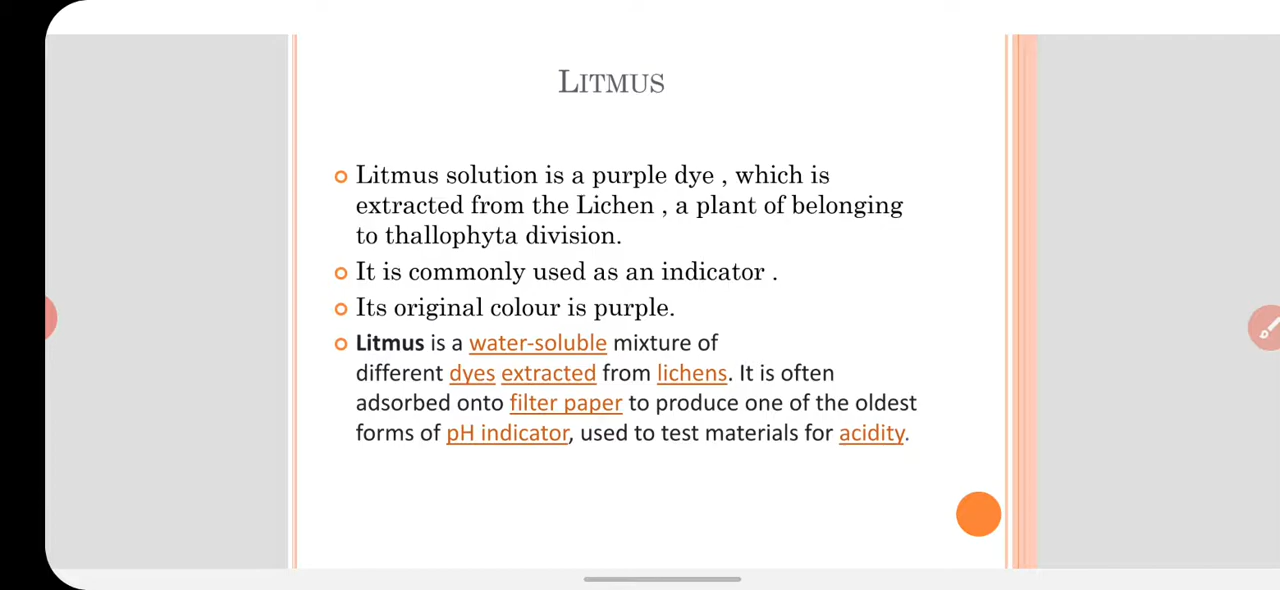 LITMUS
Litmus solution is a purple dye , which is
extracted from the Lichen , a plant of belonging
to thallophyta division.
It is commonly used as an indicator .
Its original colour is purple.
Litmus is a water-soluble mixture of
different dyes extracted from lichens. It is often
adsorbed onto filter paper to produce one of the oldest
forms of pH indicator, used to test materials for acidity.